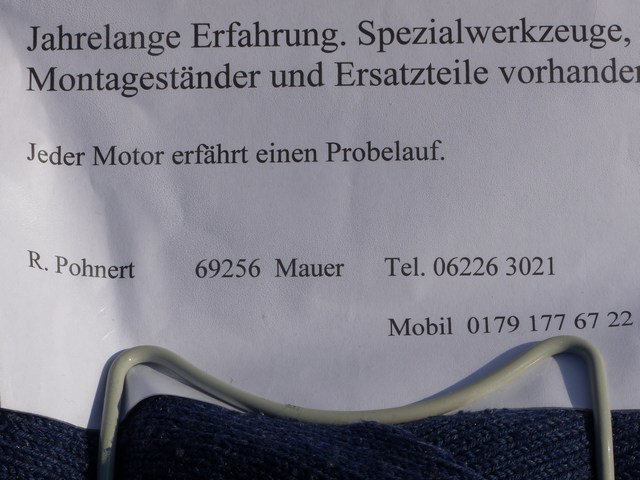 Jahrelange Erfahrung. Spezialwerkzeuge,
Montageständer und Ersatzteile vorhanden
Jeder Motor erfährt einen Probelauf.
R. Pohnert 69256 Mauer Tel. 06226 3021
Mobil 0179 177 67 22